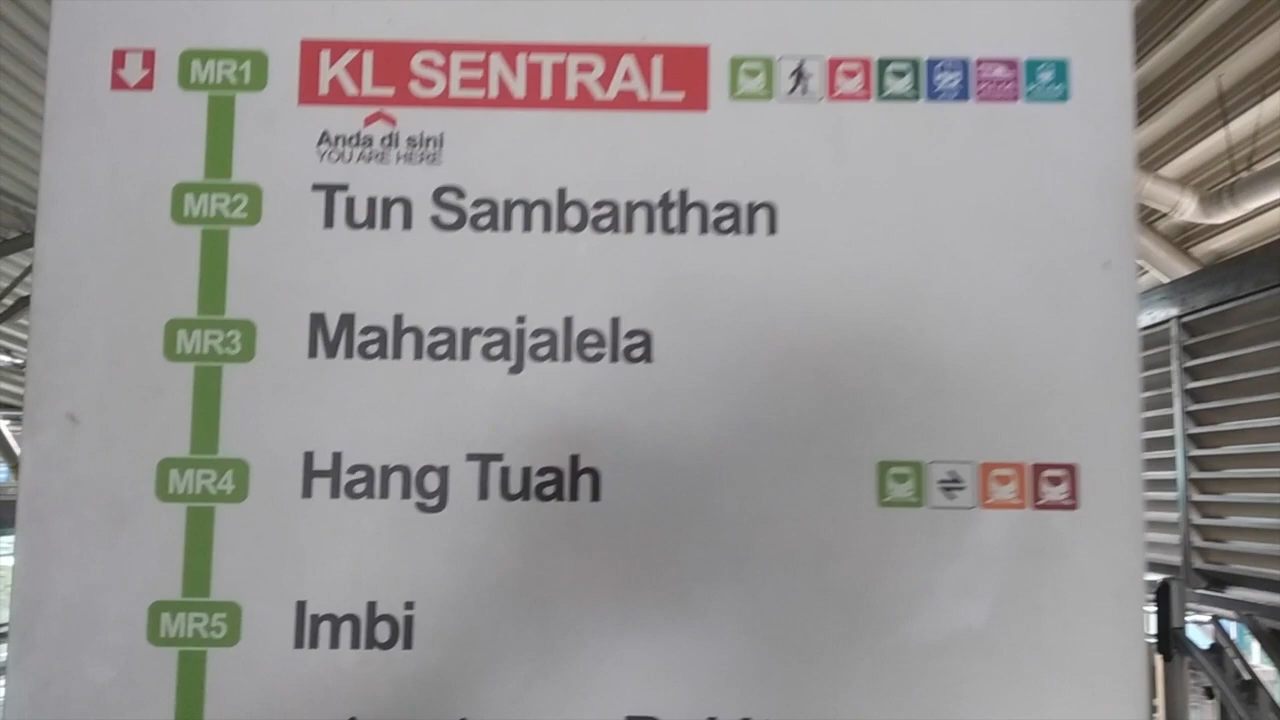 MR1 KL SENTRAL
Anda di sini
YOU ARE HERE
MR2 Tun Sambanthan
MR3 Maharajalela
MR4 Hang Tuah
MR5 Imbi